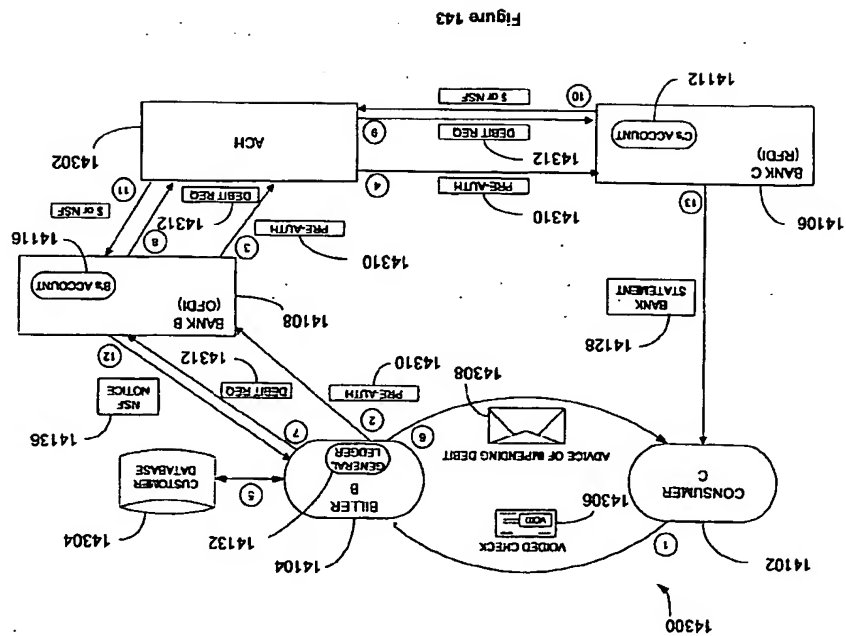 14300
14102
1
VOIDED CHECK
VOID
14306
14104
14132
14304
CONSUMER
C
BILLER
B
GENERAL
LEDGER
5
CUSTOMER
DATABASE
ADVICE OF IMPENDING DEBIT
14308
6
2
7
PRE-AUTH
14310
DEBIT REQ
14312
12
NSF
NOTICE
14136
14128
BANK
STATEMENT
14108
BANK B
(OFDI)
B's ACCOUNT
14116
13
14106
BANK C
(RFDI)
C's ACCOUNT
14112
14310
PRE-AUTH
4
14312
DEBIT REQ
9
10
$ or NSF
14310
PRE-AUTH
3
14312
DEBIT REQ
8
11
$ or NSF
ACH
14302
Figure 143